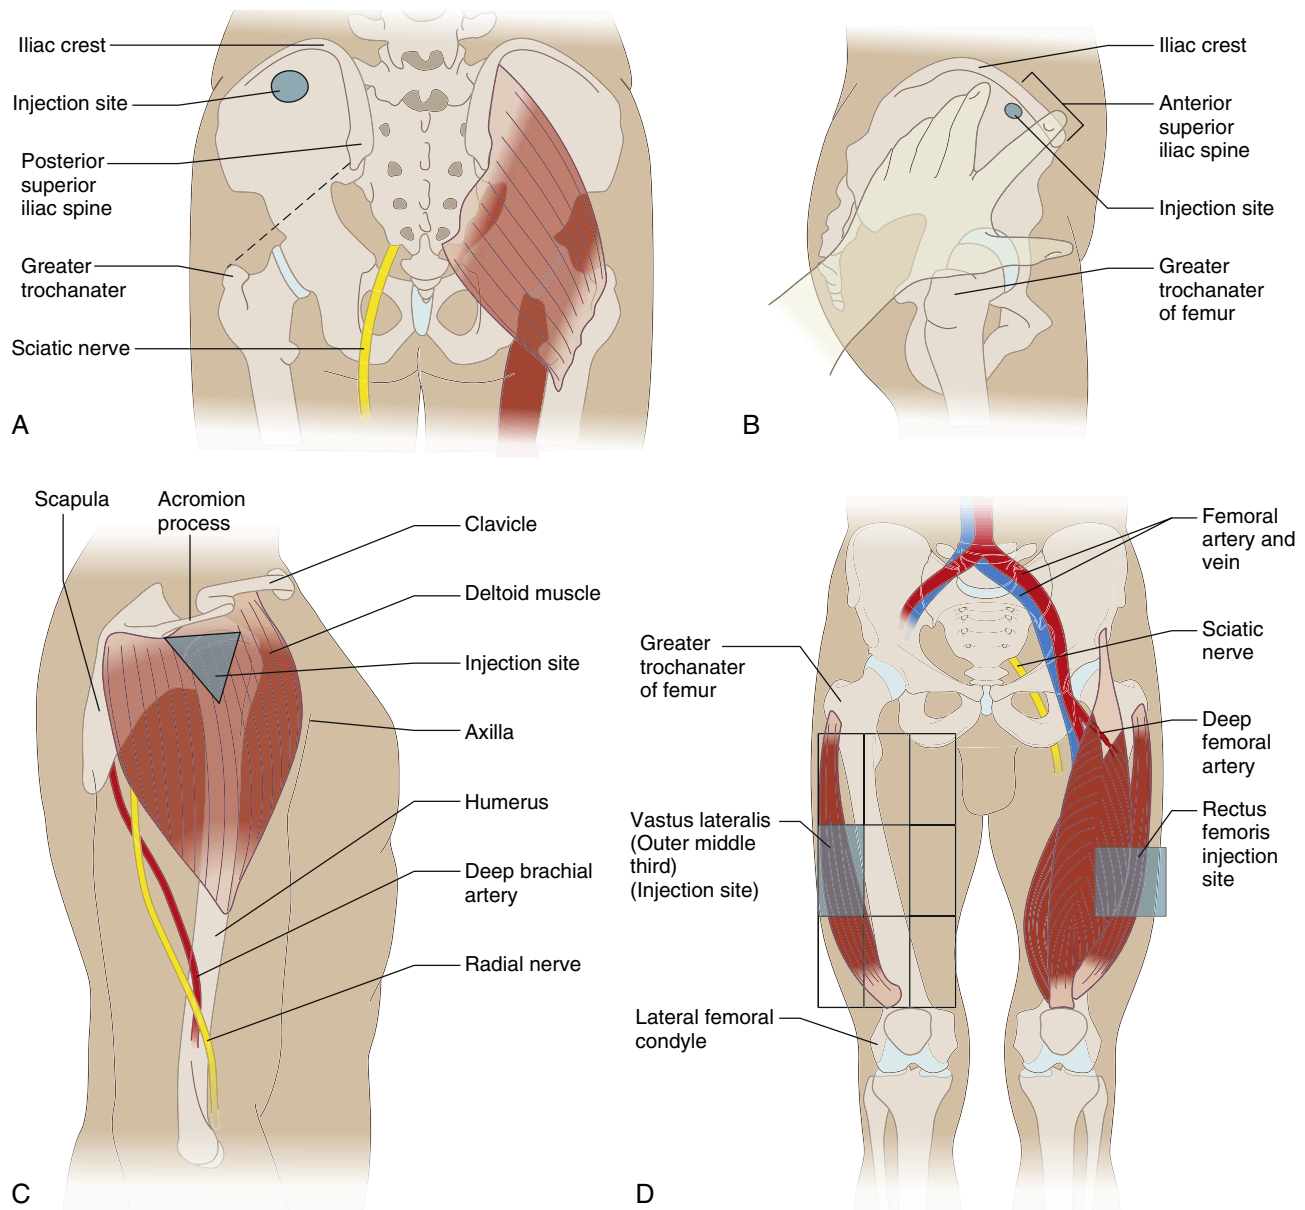 Iliac crest
Injection site
Posterior
superior
iliac spine
Greater
trochanater
Sciatic nerve
A
Iliac crest
Anterior
superior
iliac spine
Injection site
Greater
trochanater
of femur
B
Scapula
Acromion
process
Clavicle
Deltoid muscle
Injection site
Axilla
Humerus
Deep brachial
artery
Radial nerve
C
Greater
trochanater
of femur
Vastus lateralis
(Outer middle
third)
(Injection site)
Lateral femoral
condyle
Femoral
artery and
vein
Sciatic
nerve
Deep
femoral
artery
Rectus
femoris
injection
site
D